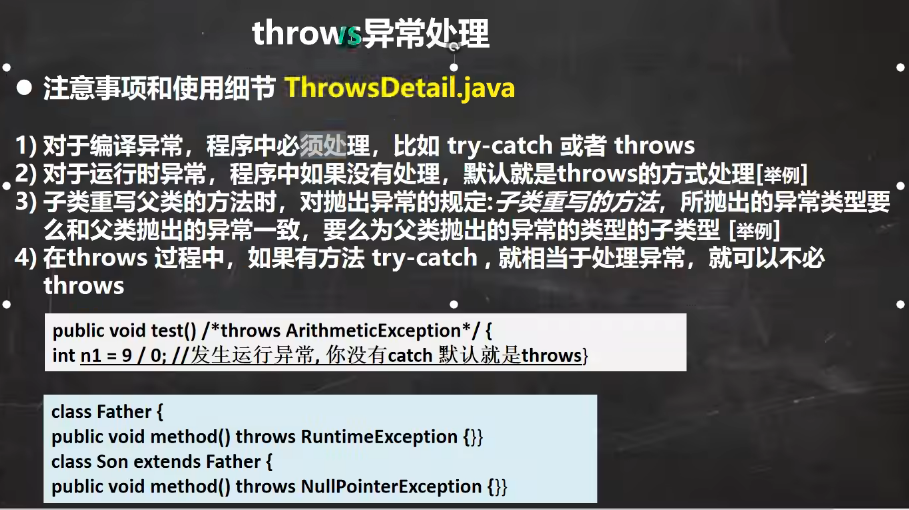 throws异常处理
● 注意事项和使用细节 ThrowsDetail.java
1) 对于编译异常，程序中必须处理，比如 try-catch 或者 throws
2) 对于运行时异常，程序中如果没有处理，默认就是throws的方式处理[举例]
3) 子类重写父类的方法时，对抛出异常的规定:子类重写的方法，所抛出的异常类型要
么和父类抛出的异常一致，要么为父类抛出的异常的类型的子类型 [举例]
4) 在throws 过程中，如果有方法 try-catch , 就相当于处理异常，就可以不必
throws
public void test() /*throws ArithmeticException*/ {
int n1 = 9 / 0; //发生运行异常, 你没有catch 默认就是throws}
class Father {
public void method() throws RuntimeException {}}
class Son extends Father {
public void method() throws NullPointerException {}}